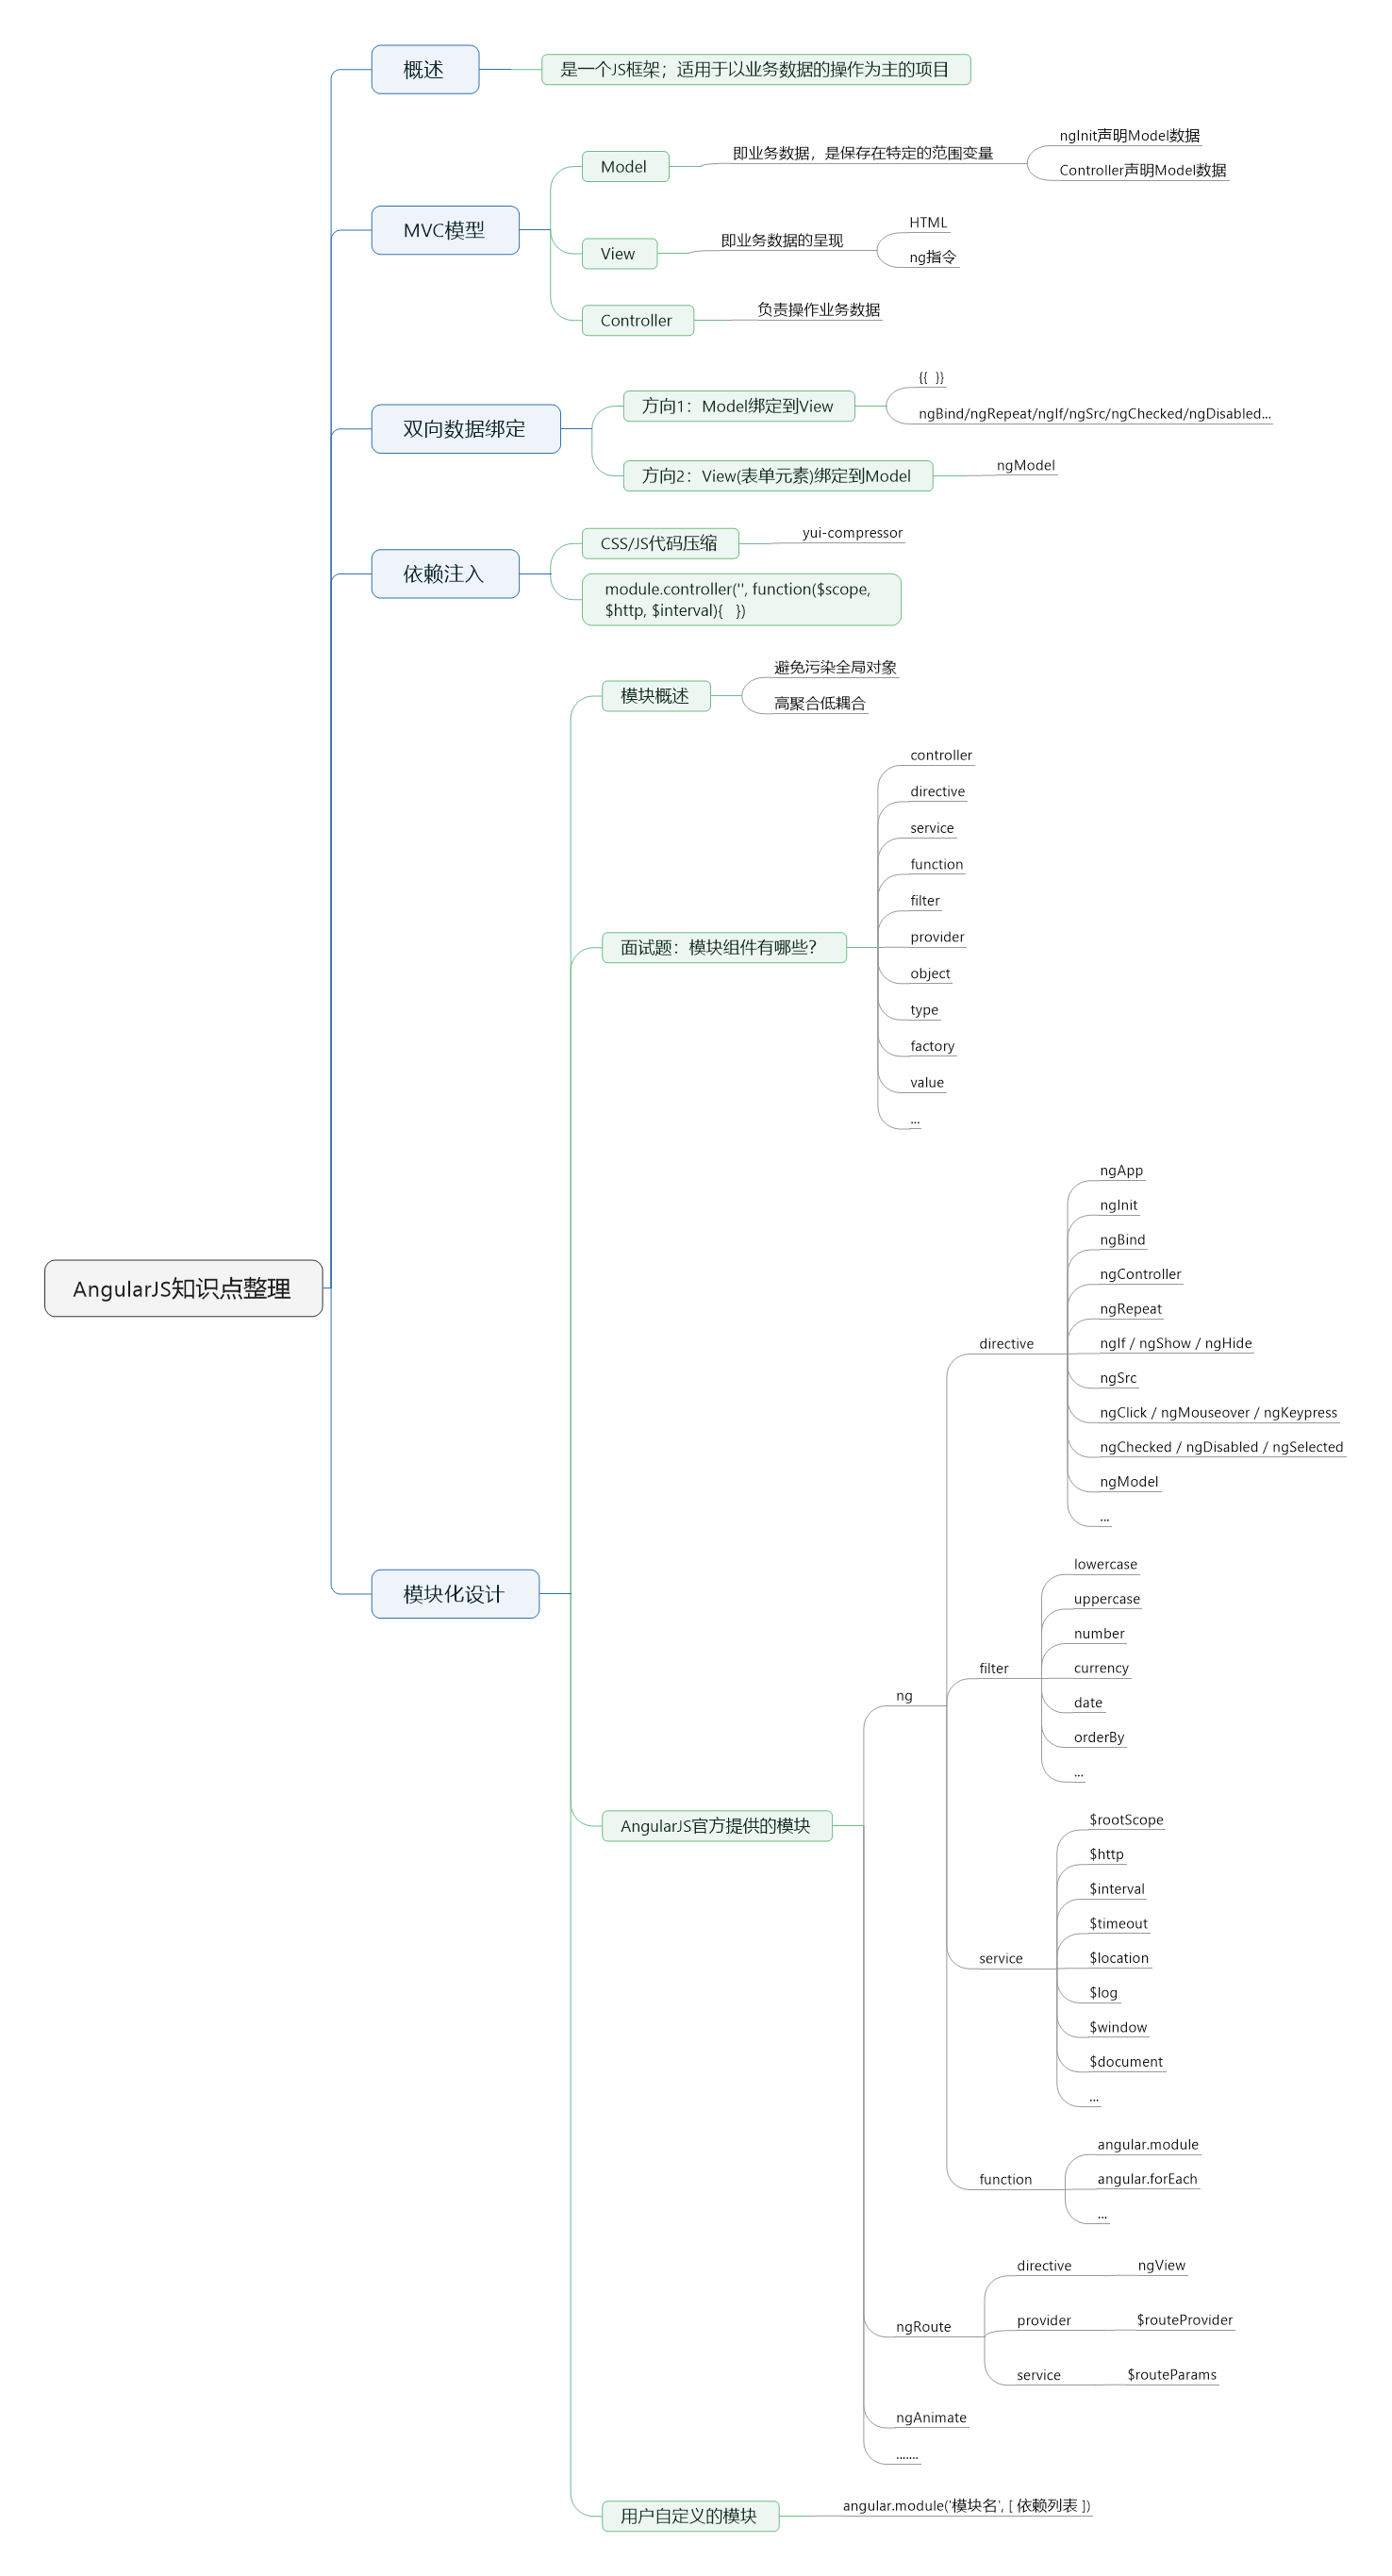 概述
是一个JS框架；适用于以业务数据的操作为主的项目
MVC模型
Model
即业务数据，是保存在特定的范围变量
ngInit声明Model数据
Controller声明Model数据
View
即业务数据的呈现
HTML
ng指令
Controller
负责操作业务数据
双向数据绑定
方向1：Model绑定到View
{{  }}
ngBind/ngRepeat/ngIf/ngSrc/ngChecked/ngDisabled...
方向2：View(表单元素)绑定到Model
ngModel
依赖注入
CSS/JS代码压缩
yui-compressor
module.controller('', function($scope,
$http, $interval){   })
AngularJS知识点整理
模块化设计
模块概述
避免污染全局对象
高聚合低耦合
面试题：模块组件有哪些？
controller
directive
service
function
filter
provider
object
type
factory
value
...
AngularJS官方提供的模块
ng
directive
ngApp
ngInit
ngBind
ngController
ngRepeat
ngIf / ngShow / ngHide
ngSrc
ngClick / ngMouseover / ngKeypress
ngChecked / ngDisabled / ngSelected
ngModel
...
filter
lowercase
uppercase
number
currency
date
orderBy
...
service
$rootScope
$http
$interval
$timeout
$location
$log
$window
$document
...
function
angular.module
angular.forEach
...
ngRoute
directive
ngView
provider
$routeProvider
service
$routeParams
ngAnimate
.......
用户自定义的模块
angular.module('模块名', [ 依赖列表 ])